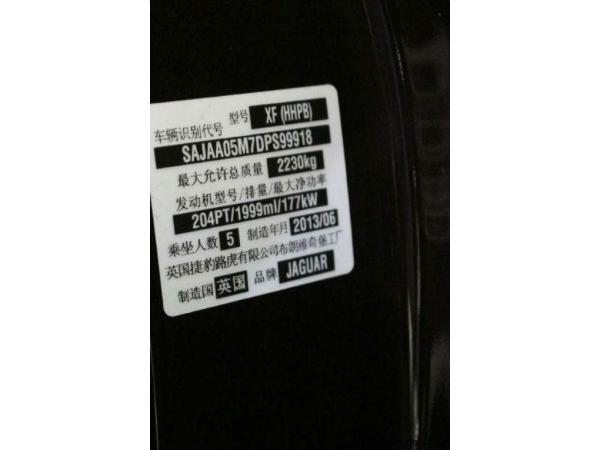 型号 XF (HHPB)
车辆识别代号
SAJAA05M7DPS99918
最大允许总质量 2230kg
发动机型号/排量/最大净功率
204PT/1999ml/177kW
乘坐人数 5 制造年月 2013/06
英国捷豹路虎有限公司布朗维奇堡工厂
制造国 英国 品牌 JAGUAR